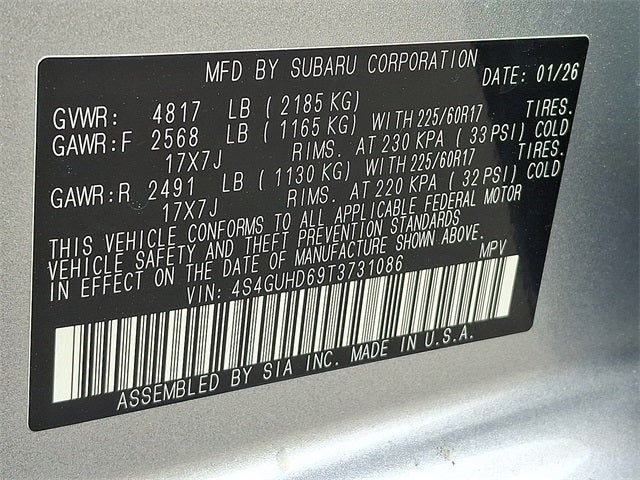 MFD BY SUBARU CORPORATION DATE: 01/26
GVWR: 4817 LB ( 2185 KG)
GAWR:F 2568 LB ( 1165 KG) WITH 225/60R17 TIRES.
17X7J RIMS. AT 230 KPA ( 33 PSI) COLD
GAWR:R 2491 LB ( 1130 KG) WITH 225/60R17 TIRES.
17X7J RIMS. AT 220 KPA ( 32 PSI) COLD
THIS VEHICLE CONFORMS TO ALL APPLICABLE FEDERAL MOTOR
VEHICLE SAFETY AND THEFT PREVENTION STANDARDS
IN EFFECT ON THE DATE OF MANUFACTURE SHOWN ABOVE.
VIN: 4S4GUHD69T3731086 MPV
ASSEMBLED BY SIA INC. MADE IN U.S.A.